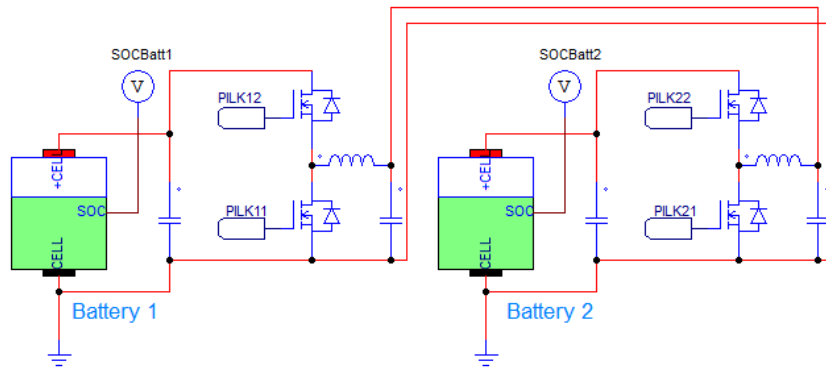 SOCBatt1
V
PILK12
+CELL
SOC
PILK11
CELL
Battery 1
SOCBatt2
V
PILK22
+CELL
SOC
PILK21
CELL
Battery 2